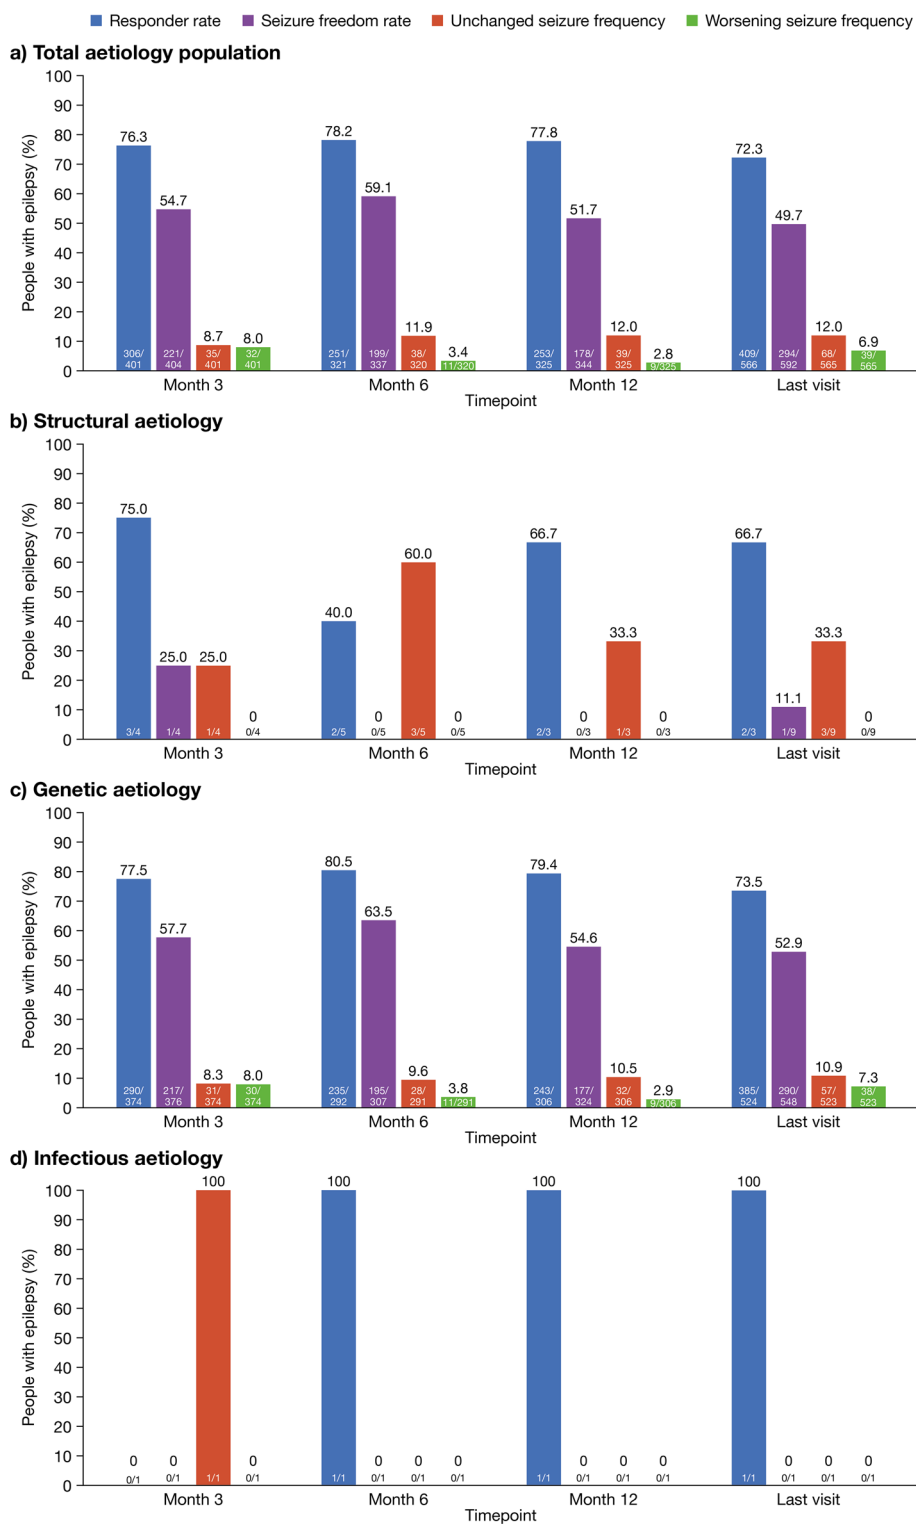 Responder rate Seizure freedom rate Unchanged seizure frequency Worsening seizure frequency
a) Total aetiology population
People with epilepsy (%)
100
90
80
70
60
50
40
30
20
10
0
76.3 54.7 8.7 8.0
78.2 59.1 11.9 3.4
77.8 51.7 12.0 2.8
72.3 49.7 12.0 6.9
306/ 221/ 35/ 32/ 251/ 199/ 38/ 253/ 178/ 39/ 409/ 294/ 68/ 39/
401 404 401 401 321 337 320 11/320 325 344 325 9/325 566 592 565 565
Month 3 Month 6 Month 12 Last visit
Timepoint
b) Structural aetiology
People with epilepsy (%)
100
90
80
70
60
50
40
30
20
10
0
75.0 25.0 25.0 0
40.0 0 60.0 0
66.7 0 33.3 0
66.7 11.1 33.3 0
3/4 1/4 1/4 0/4 2/5 0/5 3/5 0/5 2/3 0/3 1/3 0/3 2/3 1/9 3/9 0/9
Month 3 Month 6 Month 12 Last visit
Timepoint
c) Genetic aetiology
People with epilepsy (%)
100
90
80
70
60
50
40
30
20
10
0
77.5 57.7 8.3 8.0
80.5 63.5 9.6 3.8
79.4 54.6 10.5 2.9
73.5 52.9 10.9 7.3
290/ 217/ 31/ 30/ 235/ 195/ 28/ 243/ 177/ 32/ 385/ 290/ 57/ 38/
374 376 374 374 292 307 291 11/291 306 324 306 9/306 524 548 523 523
Month 3 Month 6 Month 12 Last visit
Timepoint
d) Infectious aetiology
People with epilepsy (%)
100
90
80
70
60
50
40
30
20
10
0
0 0 100 0
100 0 0 0
100 0 0 0
100 0 0 0
0/1 0/1 1/1 0/1 1/1 0/1 0/1 0/1 1/1 0/1 0/1 0/1 1/1 0/1 0/1 0/1
Month 3 Month 6 Month 12 Last visit
Timepoint